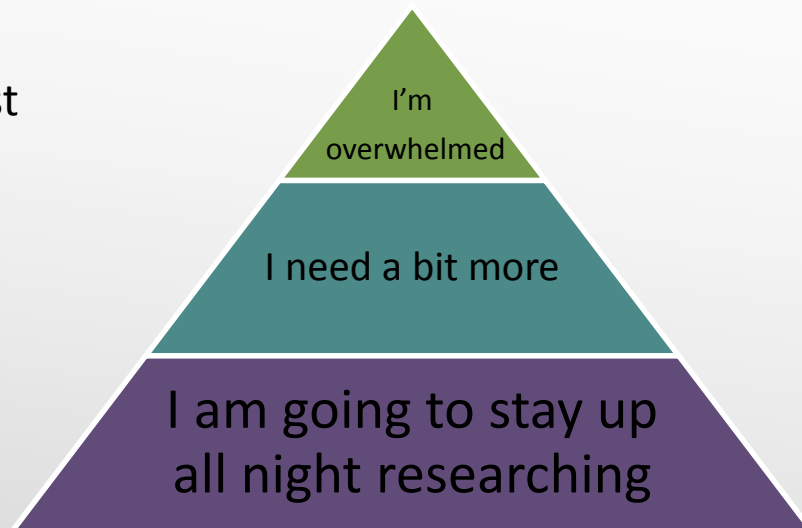 I'm
overwhelmed
I need a bit more
I am going to stay up
all night researching